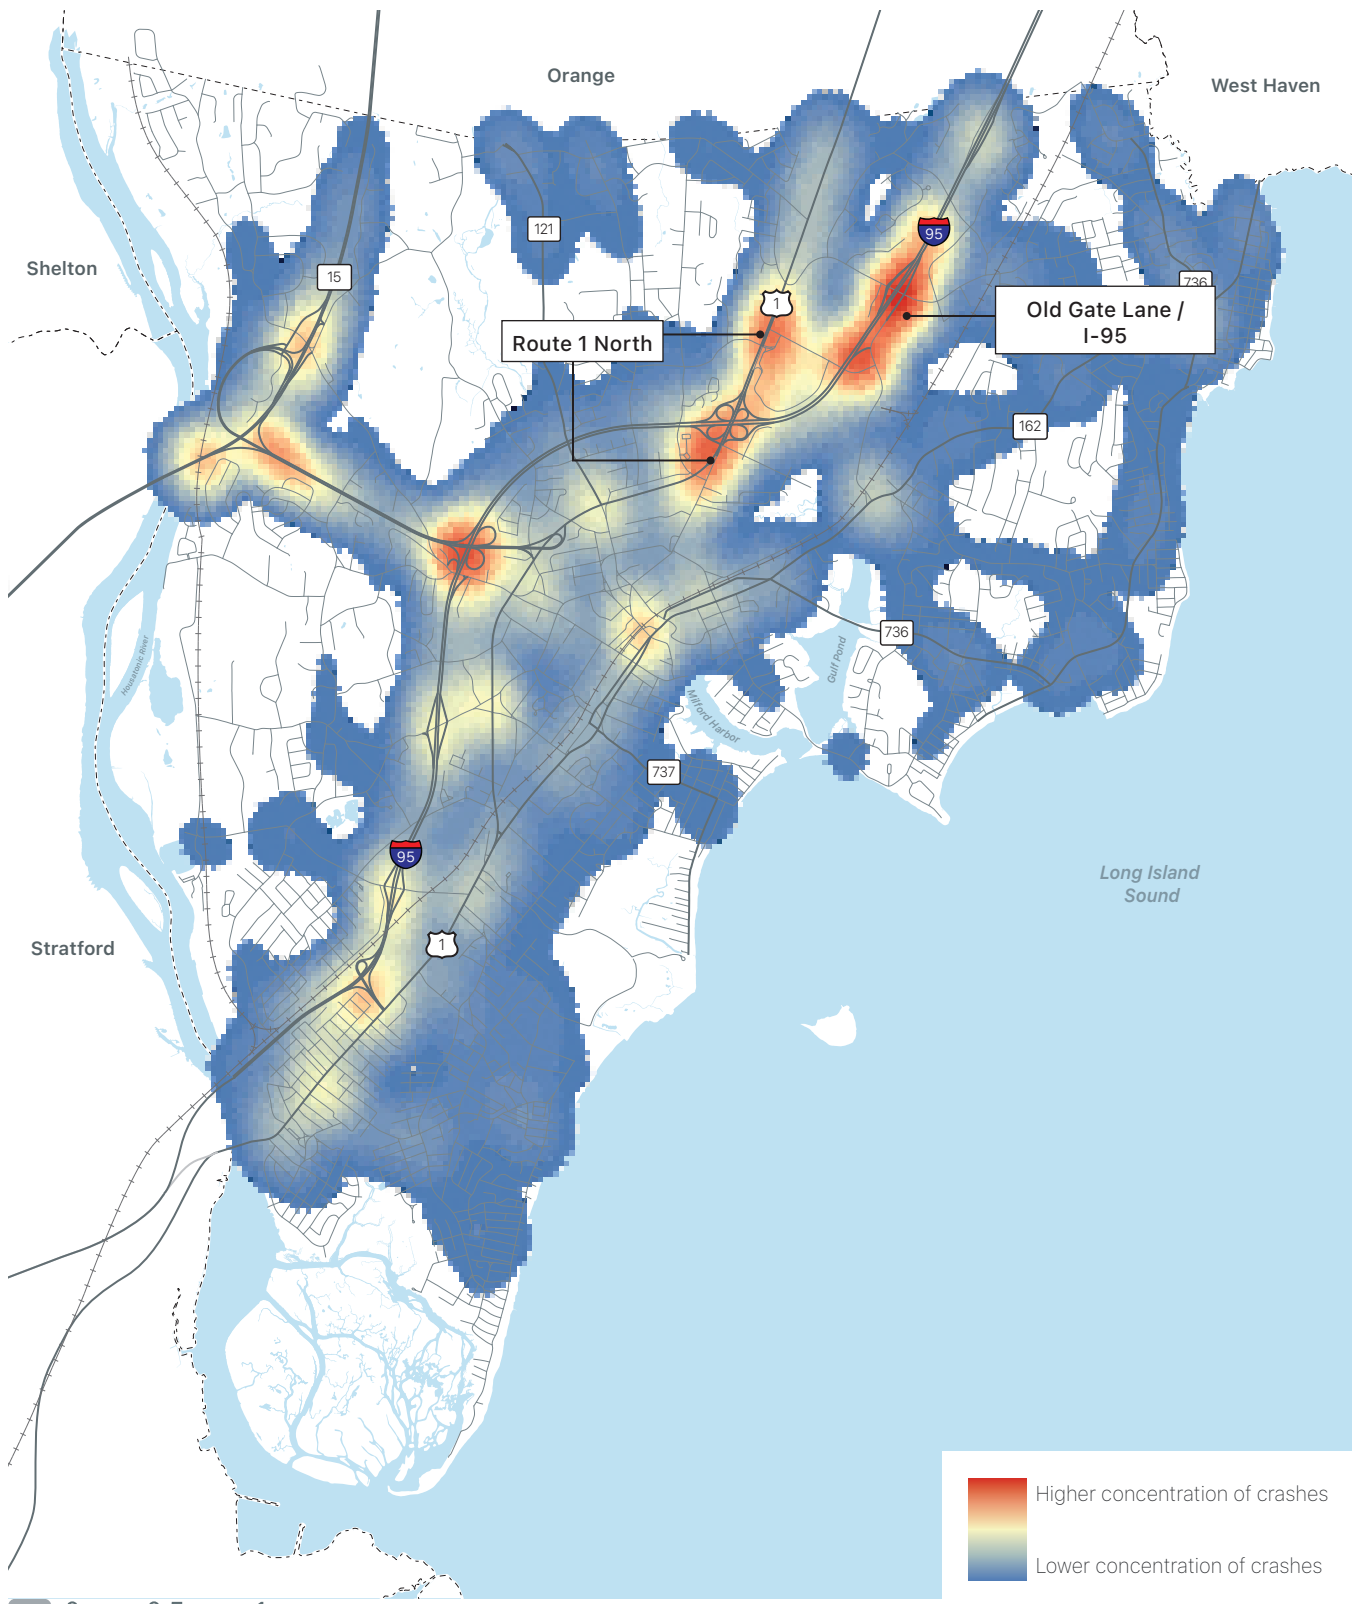 Orange
West Haven
Shelton
121
95
15
736
1
Old Gate Lane /
I-95
Route 1 North
162
736
Housatonic River
Gulf Pond
Milford Harbor
737
95
Long Island
Sound
1
Stratford
Higher concentration of crashes
Lower concentration of crashes